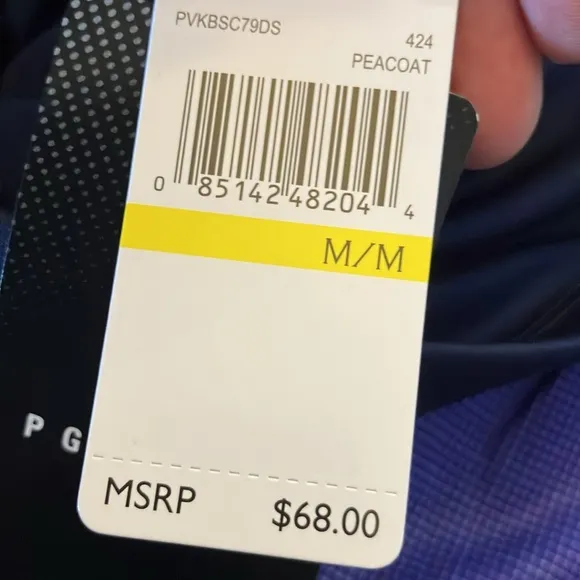 PVKBSC79DS
424
PEACOAT
0 85142 48204 4
M/M
P G
MSRP $68.00